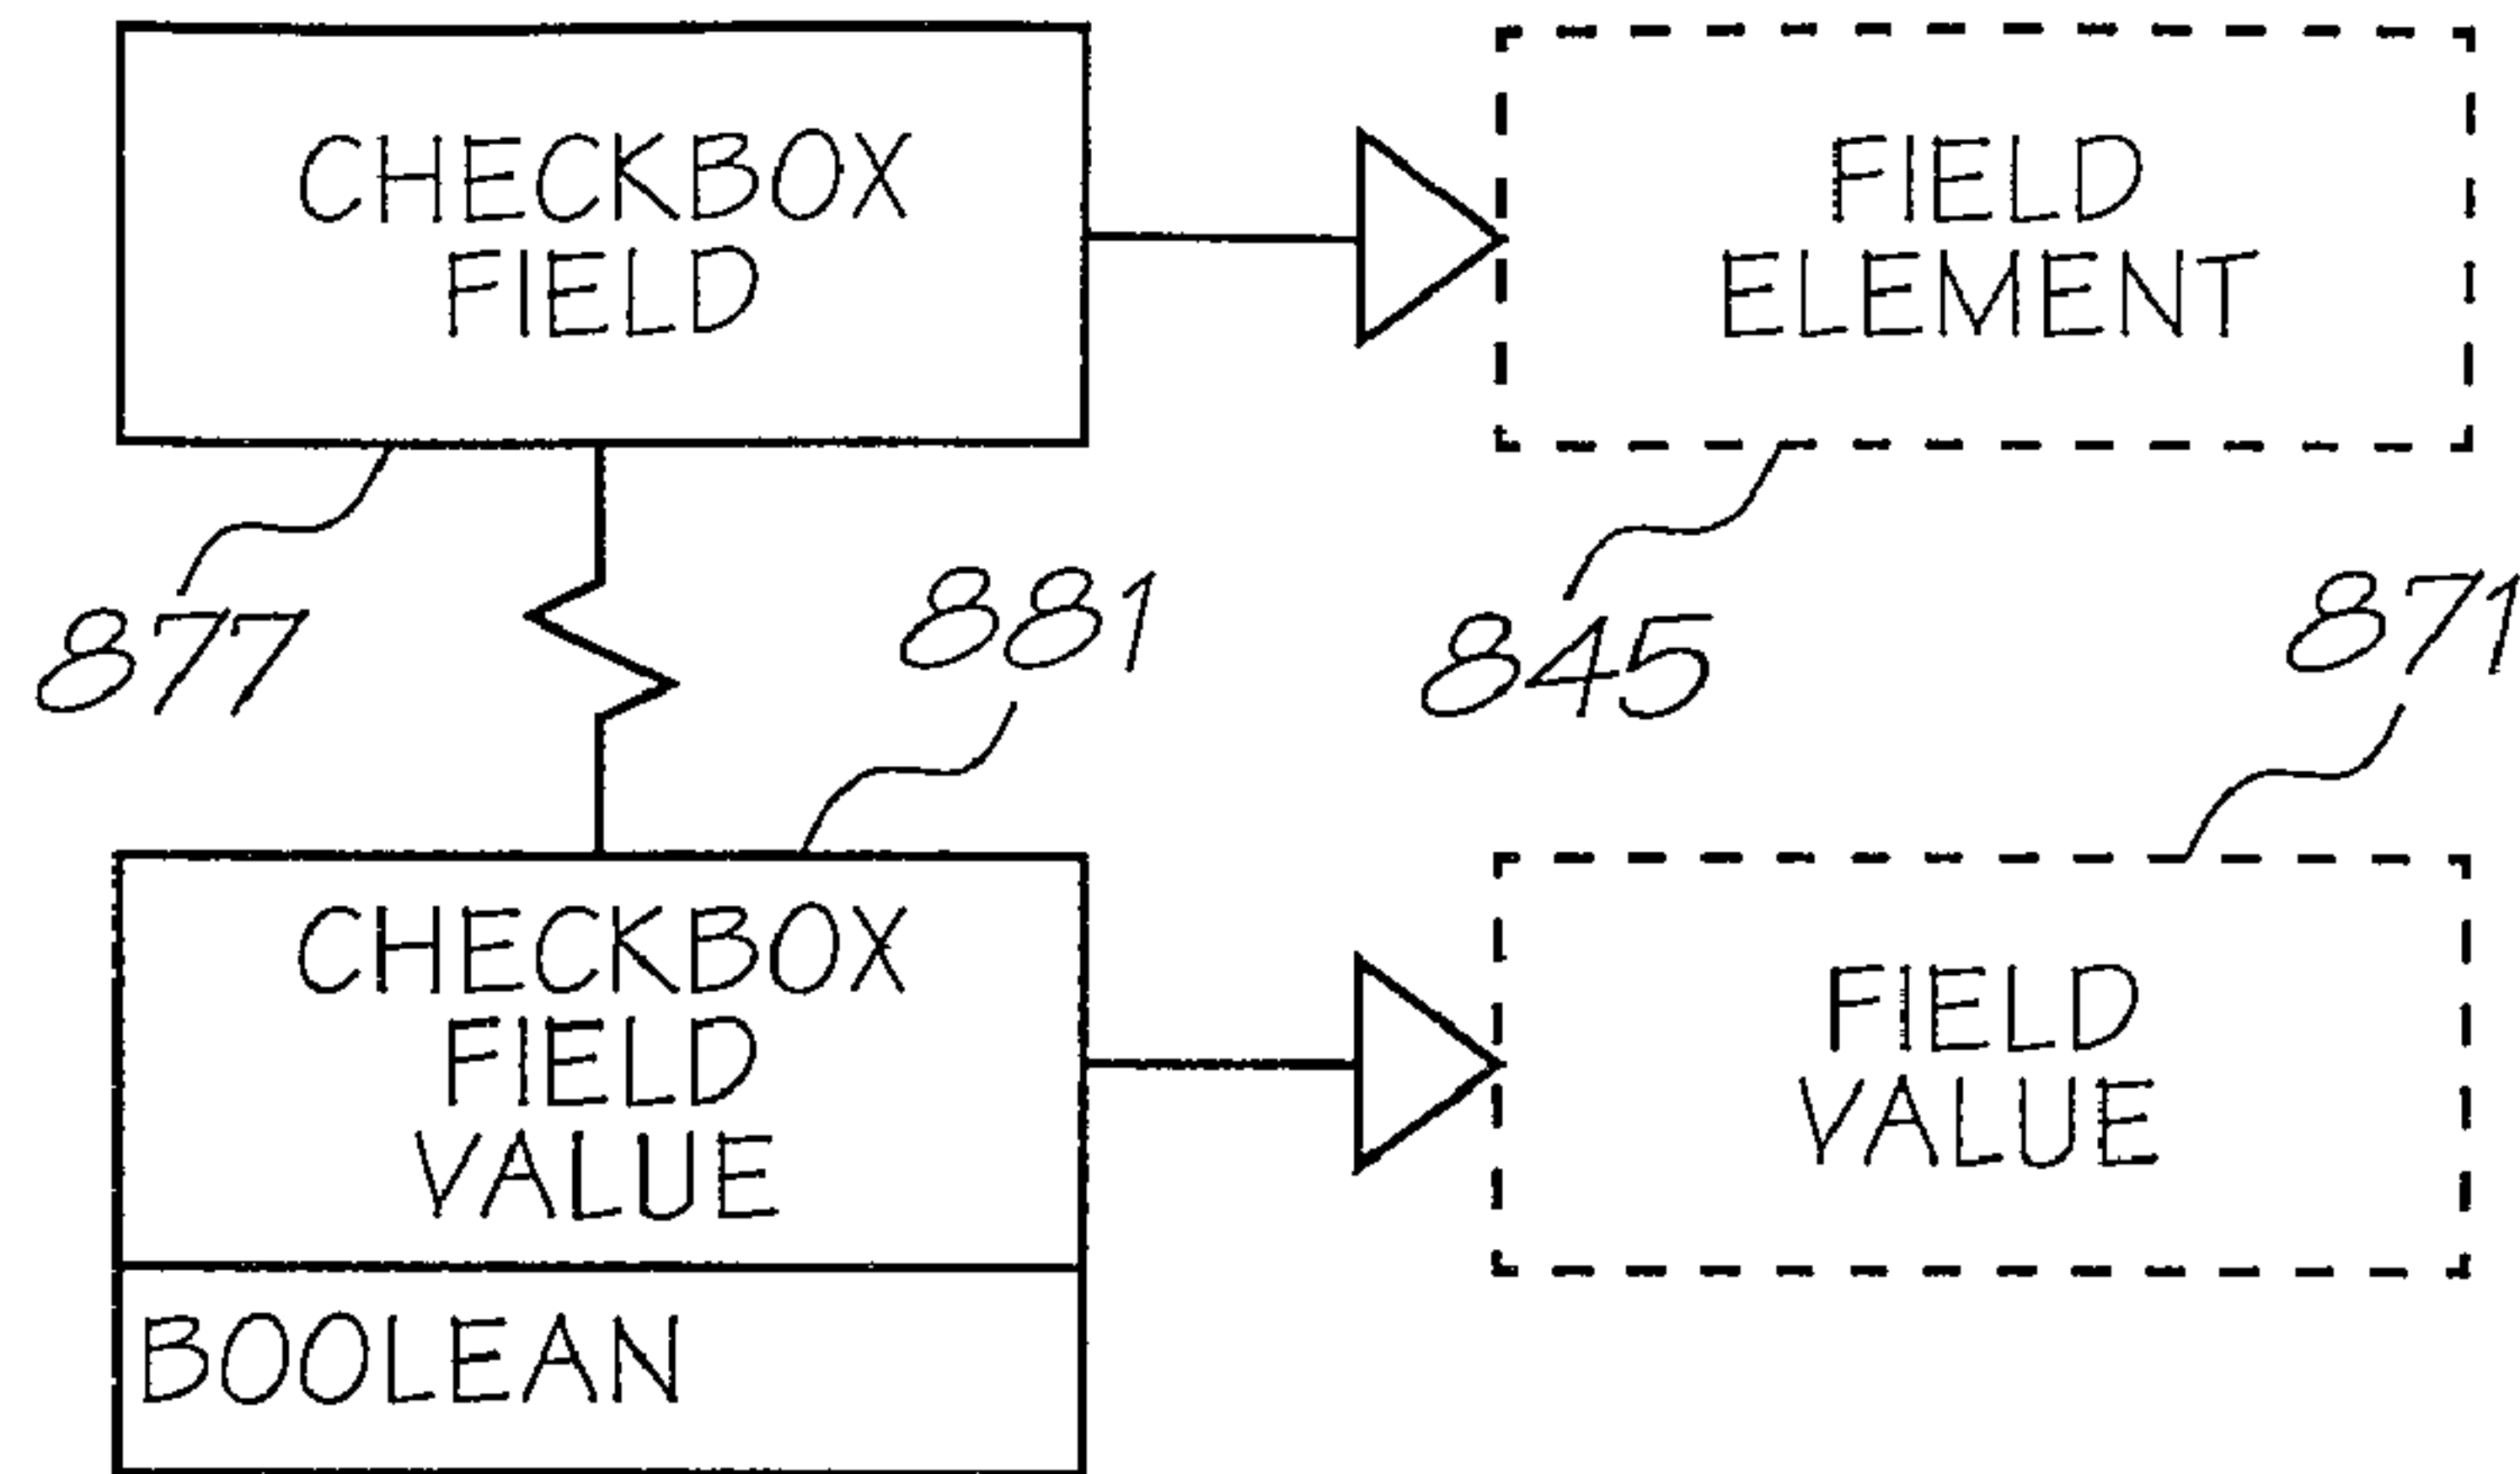 CHECKBOX
FIELD
FIELD
ELEMENT
877
881
845
871
CHECKBOX
FIELD
VALUE
FIELD
VALUE
BOOLEAN